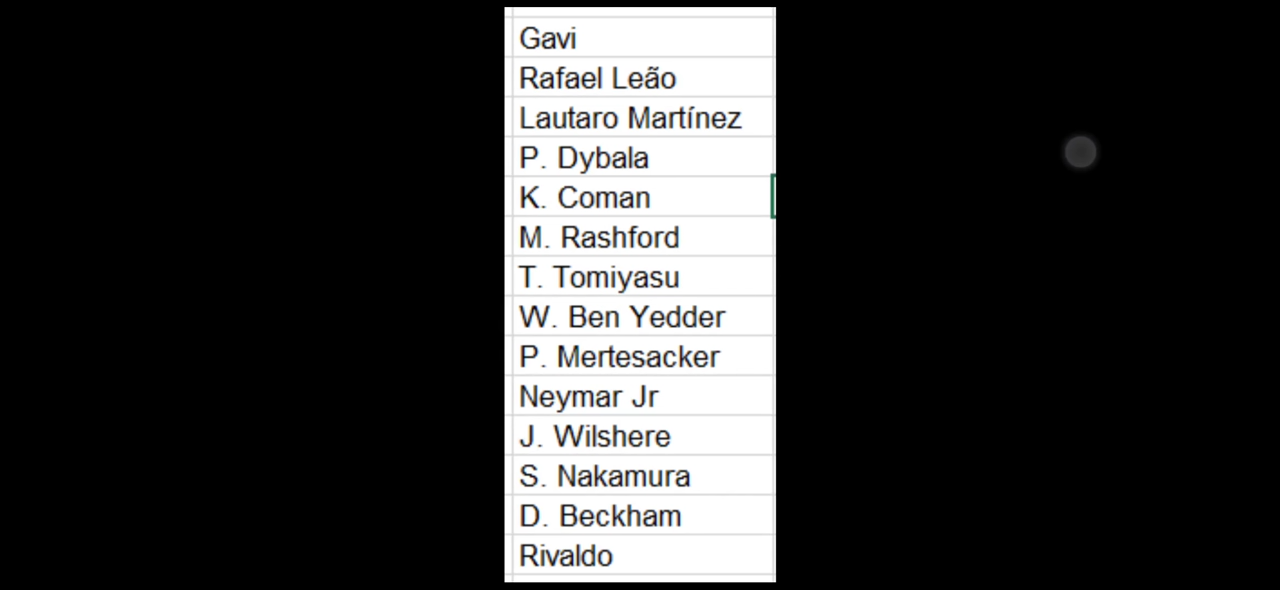 Gavi
Rafael Leão
Lautaro Martínez
P. Dybala
K. Coman
M. Rashford
T. Tomiyasu
W. Ben Yedder
P. Mertesacker
Neymar Jr
J. Wilshere
S. Nakamura
D. Beckham
Rivaldo